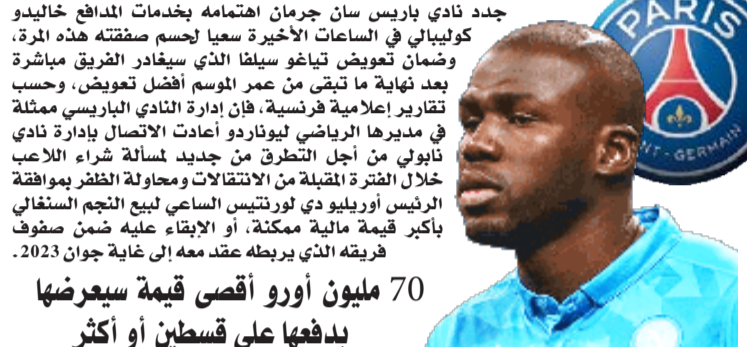 جدد نادي باريس سان جرمان اهتمامه بخدمات المدافع خاليدو
كوليبالي في الساعات الأخيرة سعيا لحسم صفقته هذه المرة،
وضمان تعويض تياغو سيلفا الذي سيغادر الفريق مباشرة
بعد نهاية ما تبقى من عمر الموسم أفضل تعويض، وحسب
تقارير إعلامية فرنسية، فإن إدارة النادي الباريسي ممثلة
في مديرها الرياضي ليوناردو أعادت الاتصال بإدارة نادي
نابولي من أجل التطرق من جديد لمسألة شراء اللاعب
خلال الفترة المقبلة من الانتقالات ومحاولة الظفر بموافقة
الرئيس أوريليو دي لورنتيس الساعي لبيع النجم السنغالي
بأكبر قيمة مالية ممكنة، أو الإبقاء عليه ضمن صفوف
فريقه الذي يربطه عقد معه إلى غاية جوان 2023.
70 مليون أورو أقصى قيمة سيعرضها
بدفعها على قسطين أو أكثر
PARIS
NT-GERMAIN